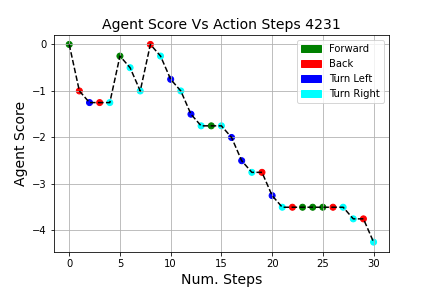 Agent Score Vs Action Steps 4231
Forward
Back
Turn Left
Turn Right
Agent Score
0
−1
−2
−3
−4
0 5 10 15 20 25 30
Num. Steps